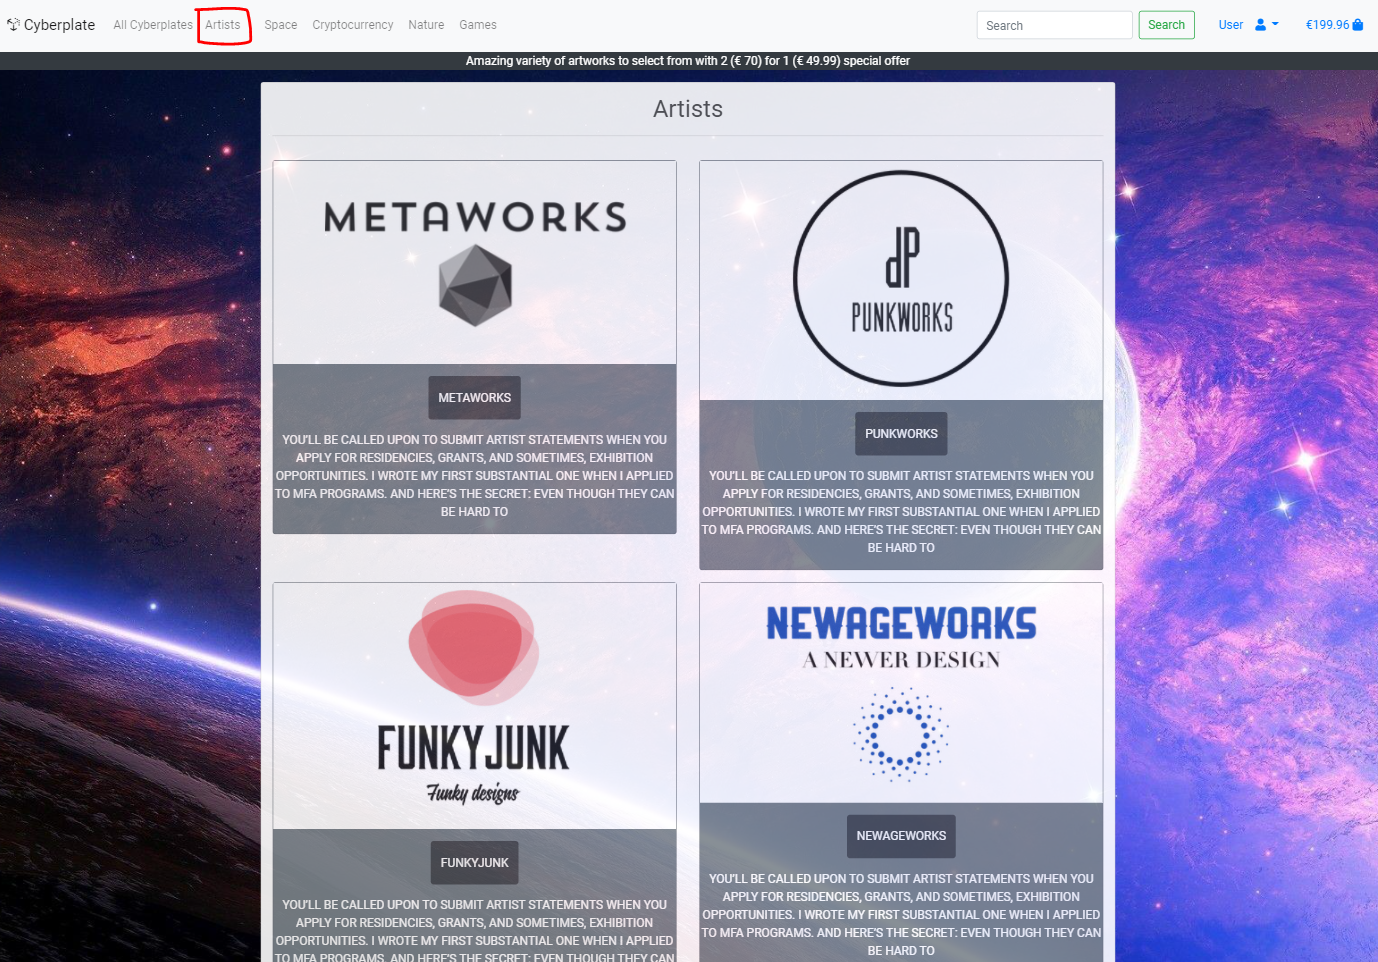 Cyberplate All Cyberplates Artists Space Cryptocurrency Nature Games Search Search User €199.96
Amazing variety of artworks to select from with 2 (€ 70) for 1 (€ 49.99) special offer
Artists
METAWORKS
METAWORKS
YOU'LL BE CALLED UPON TO SUBMIT ARTIST STATEMENTS WHEN YOU
APPLY FOR RESIDENCIES, GRANTS, AND SOMETIMES, EXHIBITION
OPPORTUNITIES. I WROTE MY FIRST SUBSTANTIAL ONE WHEN I APPLIED
TO MFA PROGRAMS. AND HERE'S THE SECRET: EVEN THOUGH THEY CAN
BE HARD TO
dP
PUNKWORKS
PUNKWORKS
YOU'LL BE CALLED UPON TO SUBMIT ARTIST STATEMENTS WHEN YOU
APPLY FOR RESIDENCIES, GRANTS, AND SOMETIMES, EXHIBITION
OPPORTUNITIES. I WROTE MY FIRST SUBSTANTIAL ONE WHEN I APPLIED
TO MFA PROGRAMS. AND HERE'S THE SECRET: EVEN THOUGH THEY CAN
BE HARD TO
FUNKYJUNK
Funky designs
FUNKYJUNK
YOU'LL BE CALLED UPON TO SUBMIT ARTIST STATEMENTS WHEN YOU
APPLY FOR RESIDENCIES, GRANTS, AND SOMETIMES, EXHIBITION
OPPORTUNITIES. I WROTE MY FIRST SUBSTANTIAL ONE WHEN I APPLIED
TO MFA PROGRAMS. AND HERE'S THE SECRET: EVEN THOUGH THEY CAN
NEWAGEWORKS
A NEWER DESIGN
NEWAGEWORKS
YOU'LL BE CALLED UPON TO SUBMIT ARTIST STATEMENTS WHEN YOU
APPLY FOR RESIDENCIES, GRANTS, AND SOMETIMES, EXHIBITION
OPPORTUNITIES. I WROTE MY FIRST SUBSTANTIAL ONE WHEN I APPLIED
TO MFA PROGRAMS. AND HERE'S THE SECRET: EVEN THOUGH THEY CAN
BE HARD TO